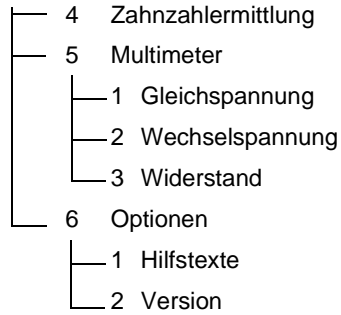 4 Zahnzahlermittlung
5 Multimeter
1 Gleichspannung
2 Wechselspannung
3 Widerstand
6 Optionen
1 Hilfstexte
2 Version